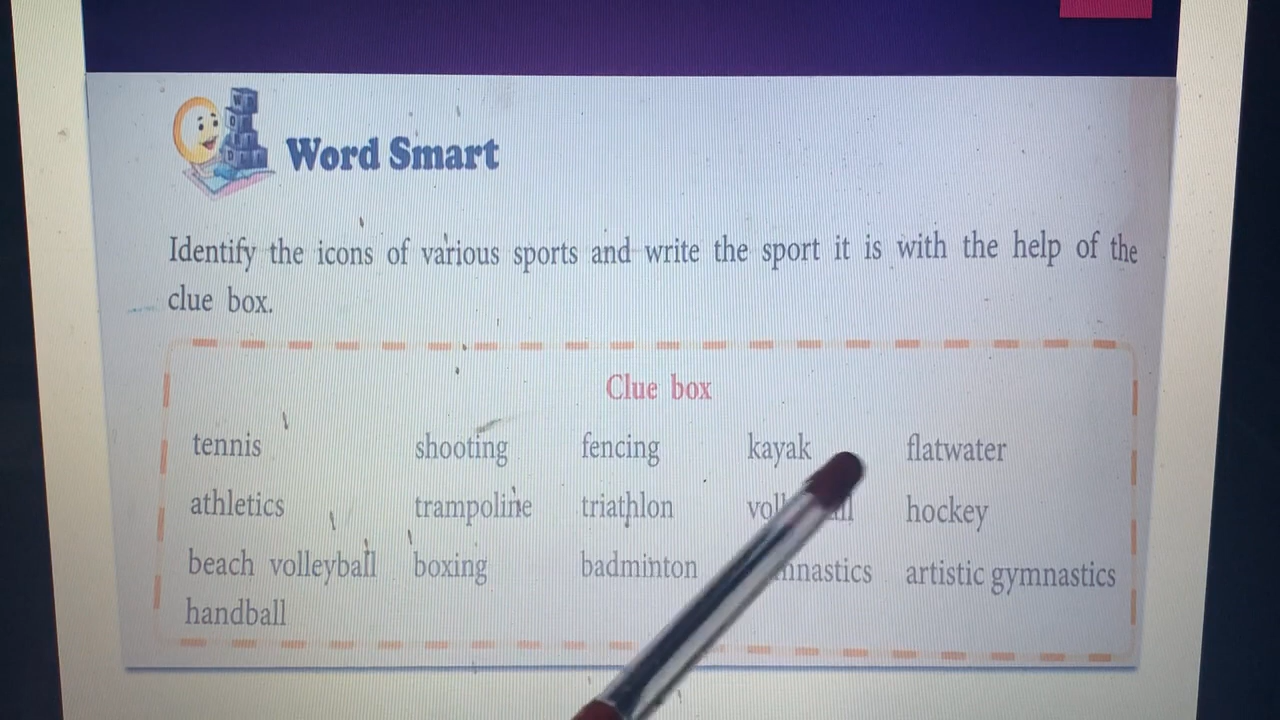 Word Smart
Identify the icons of various sports and write the sport it is with the help of the
clue box.
Clue box
tennis shooting fencing kayak flatwater
athletics trampoline triathlon hockey
beach volleyball boxing badminton artistic gymnastics
handball